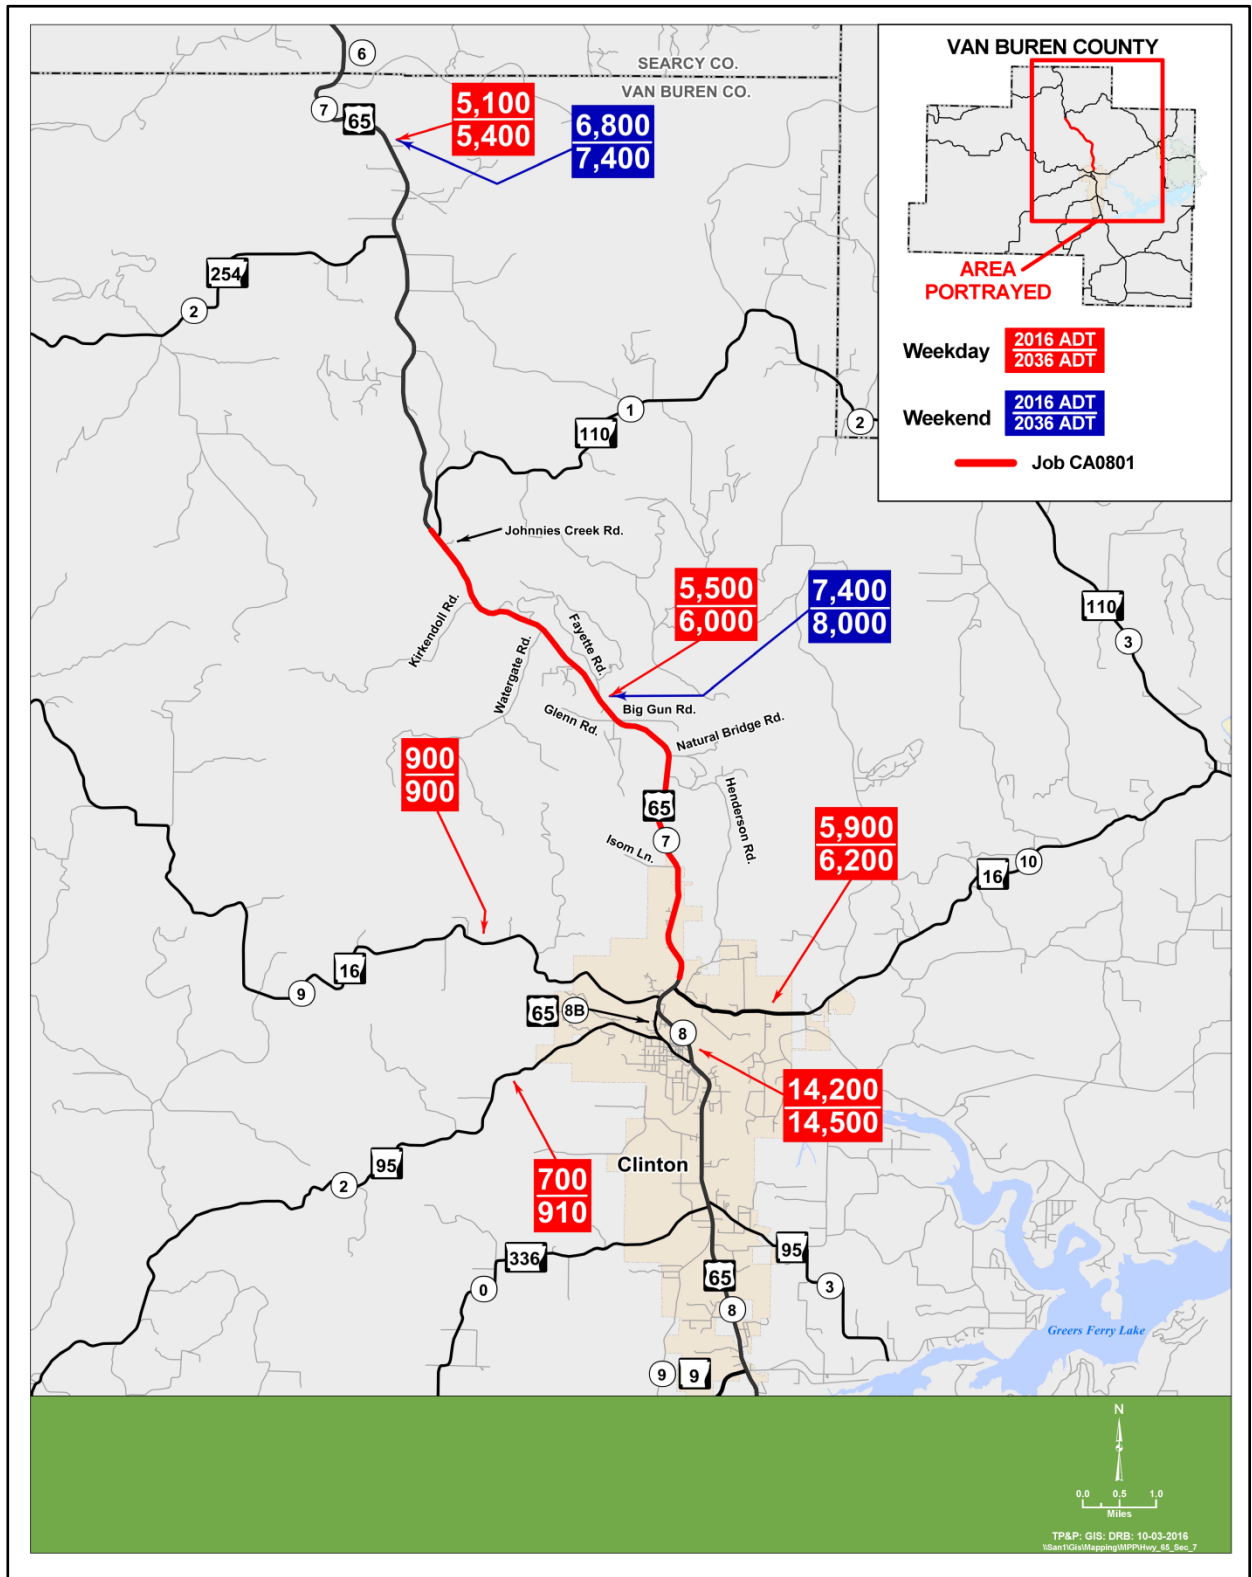 6
SEARCY CO.
VAN BUREN CO.
7
65
5,100
5,400
6,800
7,400
VAN BUREN COUNTY
AREA
PORTRAYED
Weekday
2016 ADT
2036 ADT
Weekend
2016 ADT
2036 ADT
Job CA0801
254
2
1
110
2
Johnnies Creek Rd.
5,500
6,000
7,400
8,000
110
3
Kirkendoll Rd.
Fayette Rd.
Watergate Rd.
Glenn Rd.
Big Gun Rd.
Natural Bridge Rd.
900
900
Henderson Rd.
65
7
Isom Ln.
5,900
6,200
16
10
16
9
65
8B
8
14,200
14,500
95
2
700
910
Clinton
336
0
95
3
65
8
Greers Ferry Lake
9
9
N
0.0 0.5 1.0
Miles
TP&P: GIS: DRB: 10-03-2016
\\San1\Gis\Mapping\MPP\Hwy_65_Sec_7